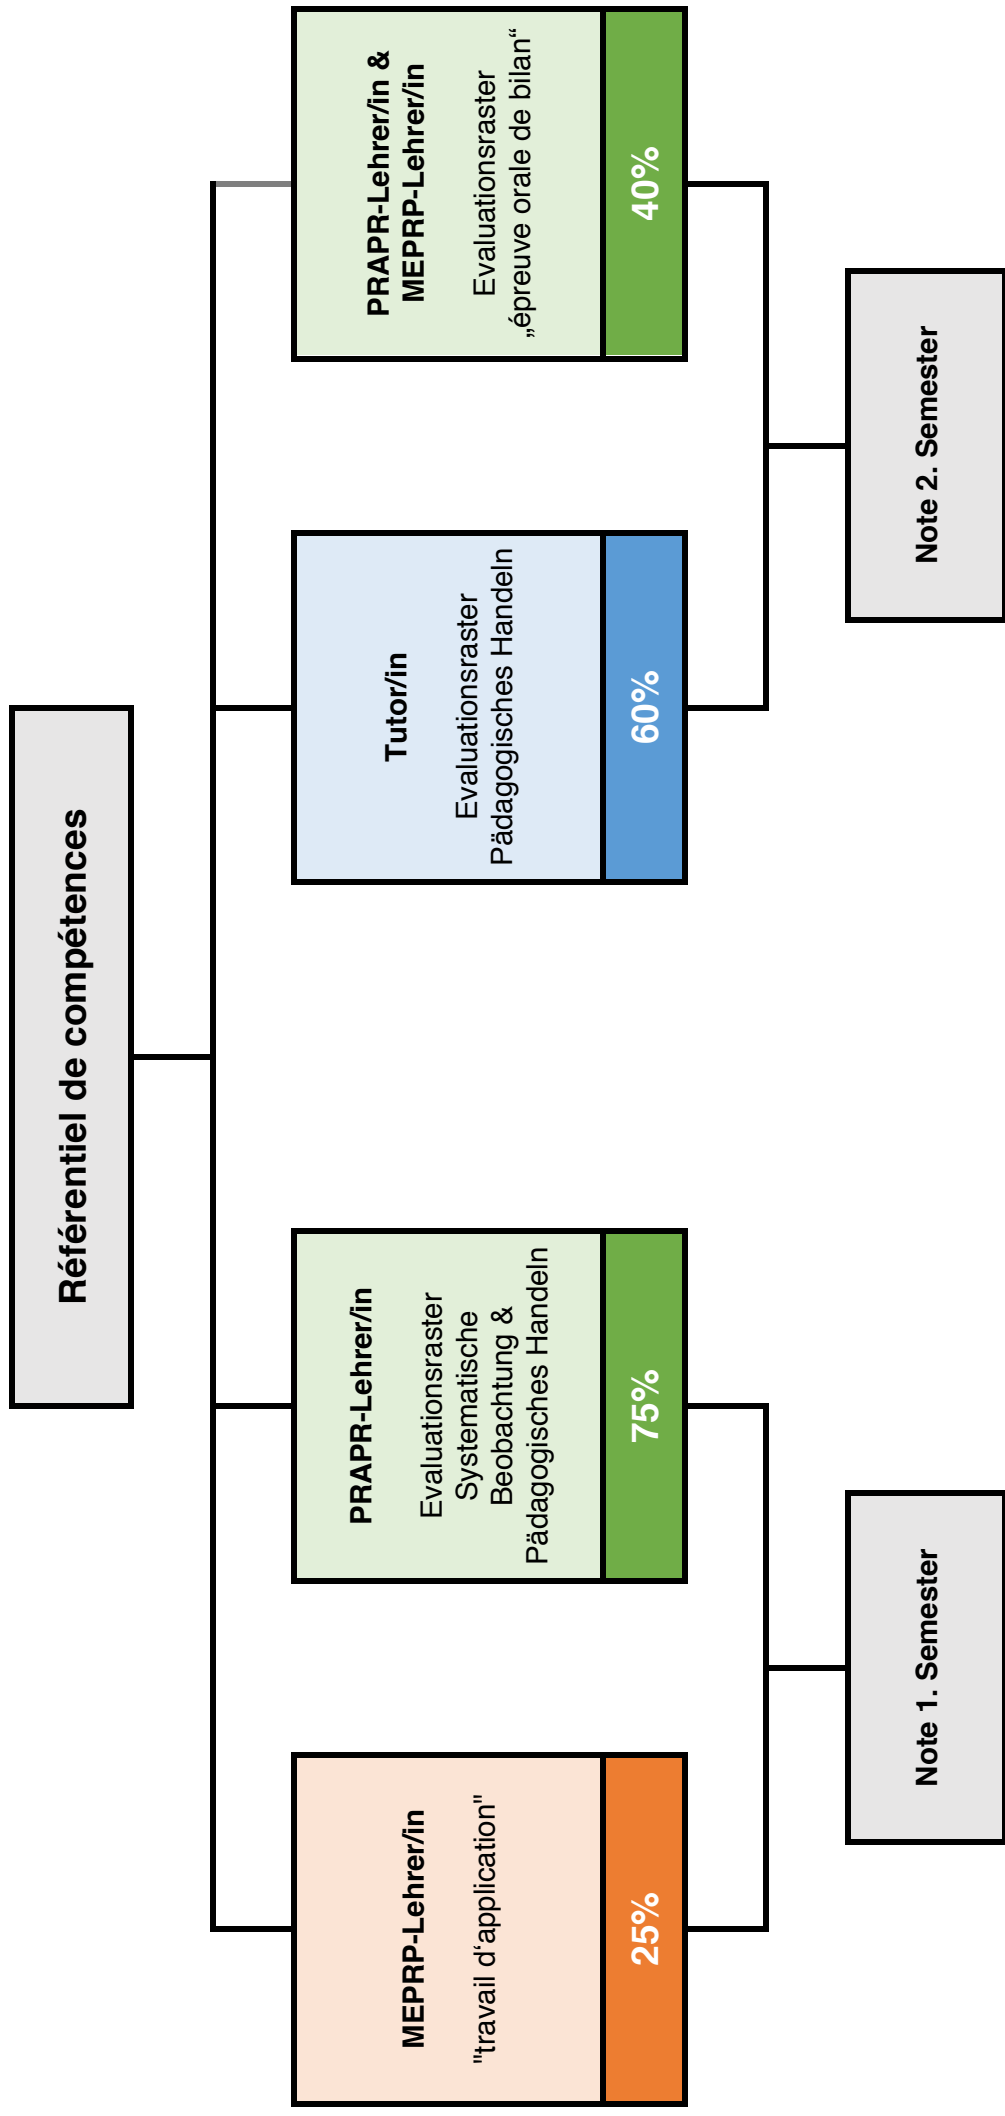 Référentiel de compétences
MEPRP-Lehrer/in
"travail d‘application"
25%
PRAPR-Lehrer/in
Evaluationsraster
Systematische
Beobachtung &
Pädagogisches Handeln
75%
Tutor/in
Evaluationsraster
Pädagogisches Handeln
60%
PRAPR-Lehrer/in &
MEPRP-Lehrer/in
Evaluationsraster
„épreuve orale de bilan“
40%
Note 1. Semester
Note 2. Semester